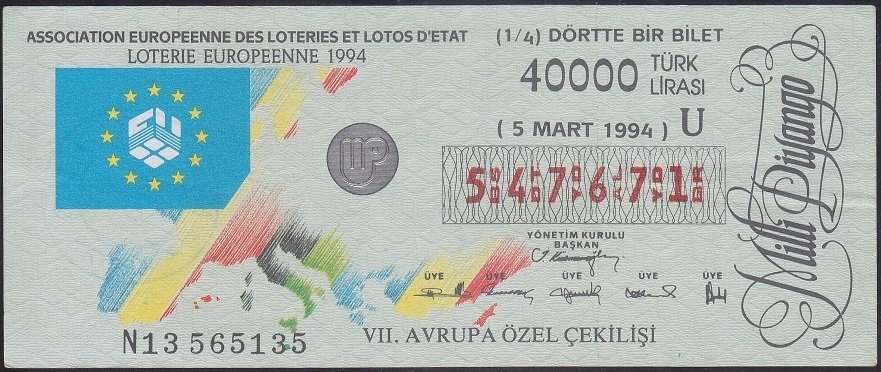 ASSOCIATION EUROPEENNE DES LOTERIES ET LOTOS D'ETAT
LOTERIE EUROPEENNE 1994
(1/4) DÖRTTE BİR BİLET
40000 TÜRK LİRASI
( 5 MART 1994 ) U
MP
547671
YÖNETİM KURULU
BAŞKAN
ÜYE ÜYE ÜYE ÜYE ÜYE
N13 565135
VII. AVRUPA ÖZEL ÇEKİLİŞİ
Milli Piyango